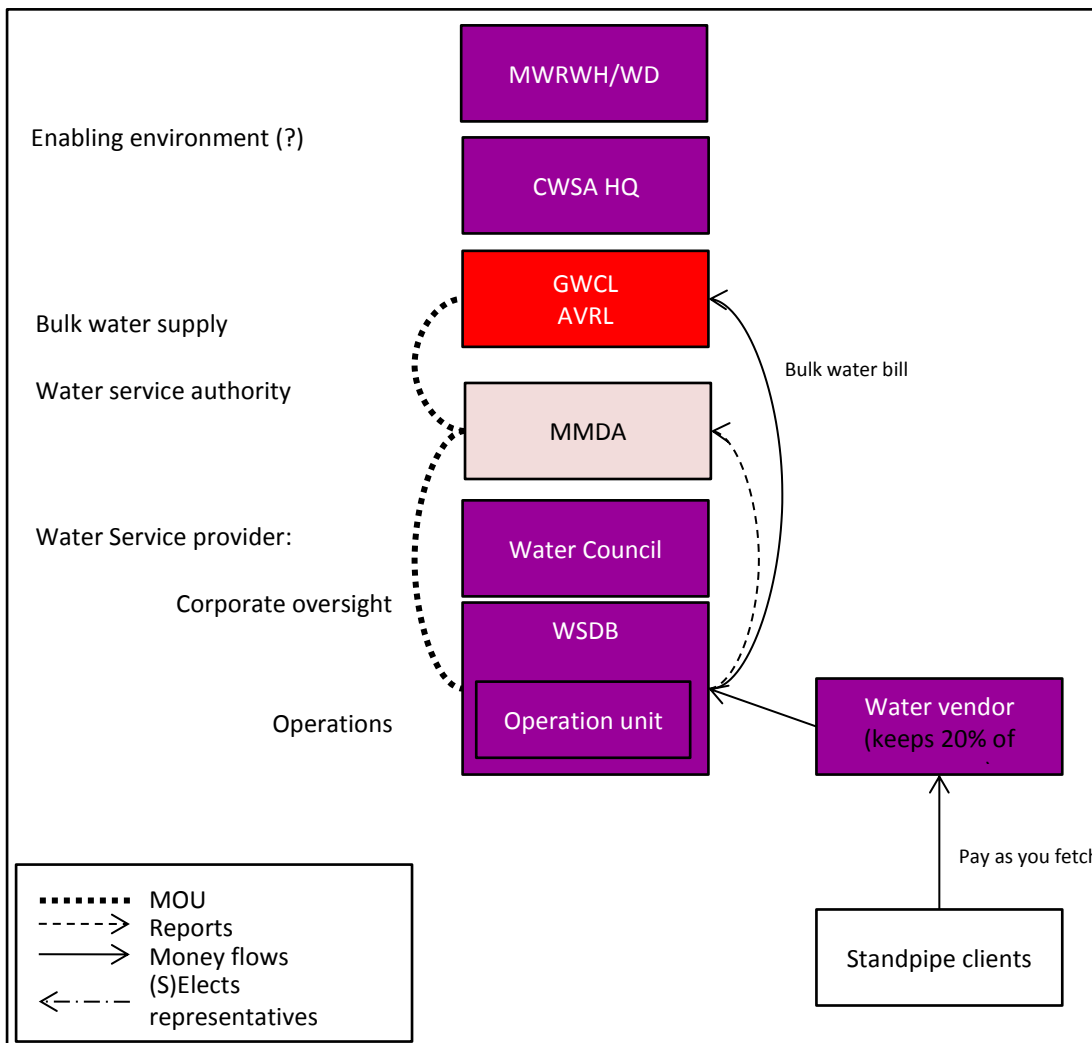 MWRWH/WD
Enabling environment (?)
CWSA HQ
GWCL
AVRL
Bulk water supply
Bulk water bill
Water service authority
MMDA
Water Service provider:
Water Council
Corporate oversight
WSDB
Operations
Operation unit
Water vendor
(keeps 20% of
Pay as you fetch
Standpipe clients
MOU
Reports
Money flows
(S)Elects
representatives